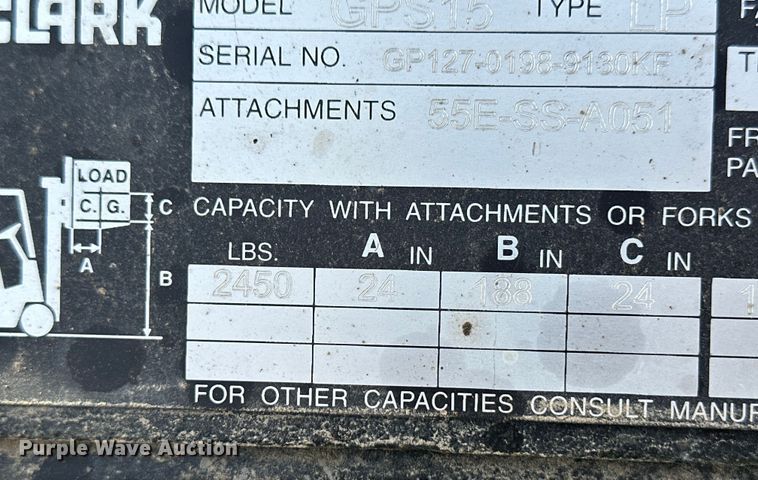 CLARK
MODEL GPS15 TYPE LP
SERIAL NO. GP127-0198-9130KF
ATTACHMENTS 55E-SS-A051
LOAD
C. G.
C
A
B
CAPACITY WITH ATTACHMENTS OR FORKS
LBS. A IN B IN C IN
2450 24 188 24
FOR OTHER CAPACITIES CONSULT
Purple Wave Auction